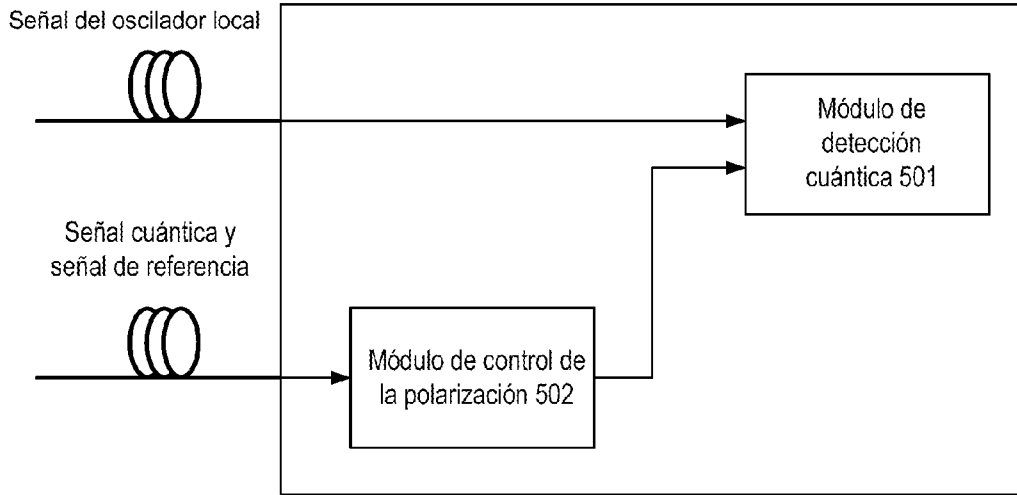 Señal del oscilador local
Módulo de
detección
cuántica 501
Señal cuántica y
señal de referencia
Módulo de control de
la polarización 502